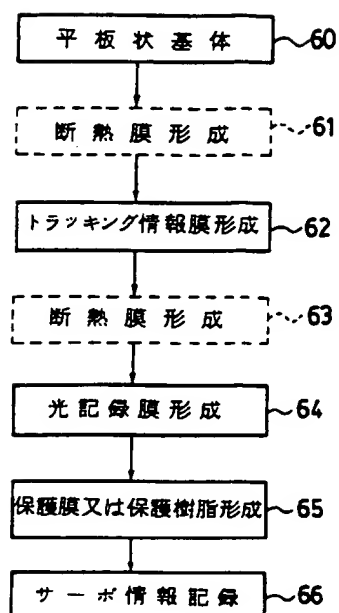 平板状基体 60
断熱膜形成 61
トラッキング情報膜形成 62
断熱膜形成 63
光記録膜形成 64
保護膜又は保護樹脂形成 65
サーボ情報記録 66